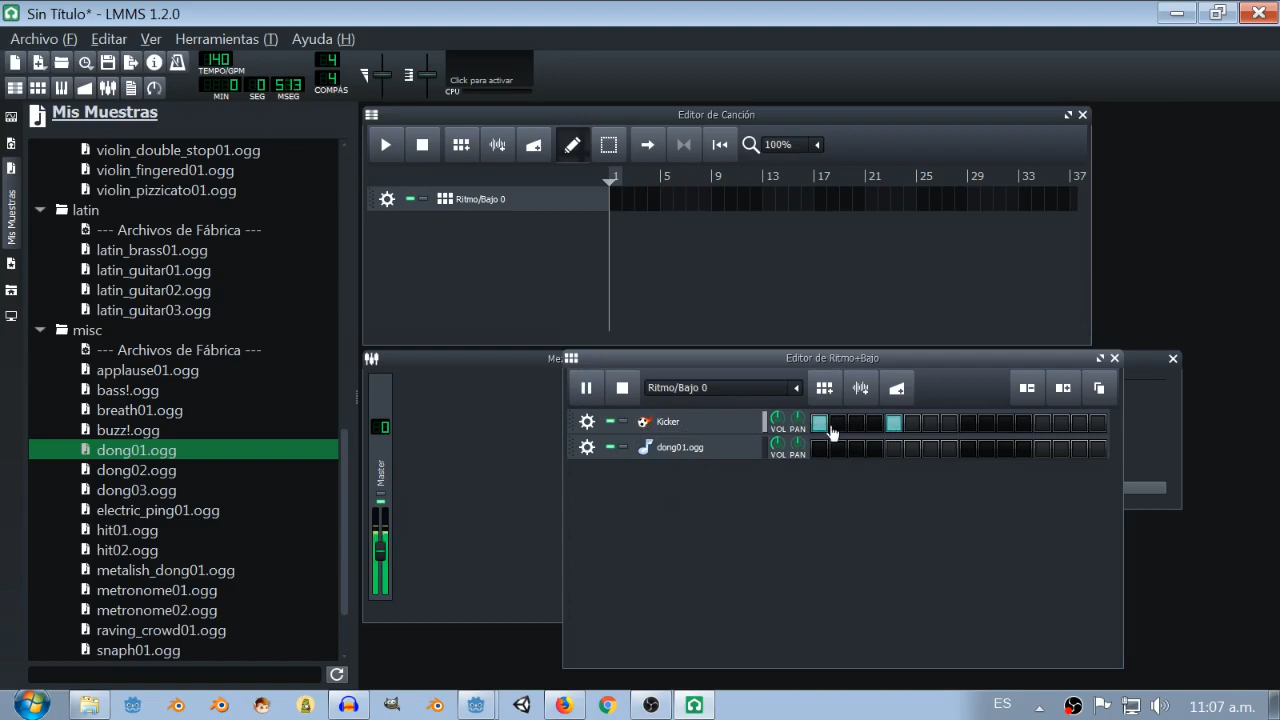 Sin Título* - LMMS 1.2.0
Archivo (F) Editar Ver Herramientas (T) Ayuda (H)
140
TEMPO/GPM
4
4
COMPÁS
0 0 513
MIN SEG MSEG
Click para activar
CPU
Mis Muestras
Mis Muestras
violin_double_stop01.ogg
violin_fingered01.ogg
violin_pizzicato01.ogg
latin
--- Archivos de Fábrica ---
latin_brass01.ogg
latin_guitar01.ogg
latin_guitar02.ogg
latin_guitar03.ogg
misc
--- Archivos de Fábrica ---
applause01.ogg
bass!.ogg
breath01.ogg
buzz!.ogg
dong01.ogg
dong02.ogg
dong03.ogg
electric_ping01.ogg
hit01.ogg
hit02.ogg
metalish_dong01.ogg
metronome01.ogg
metronome02.ogg
raving_crowd01.ogg
snaph01.ogg
Editor de Canción
100%
1 5 9 13 17 21 25 29 33 37
Ritmo/Bajo 0
Me
0
Master
Editor de Ritmo+Bajo
Ritmo/Bajo 0
Kicker
VOL PAN
dong01.ogg
VOL PAN
ES
11:07 a.m.